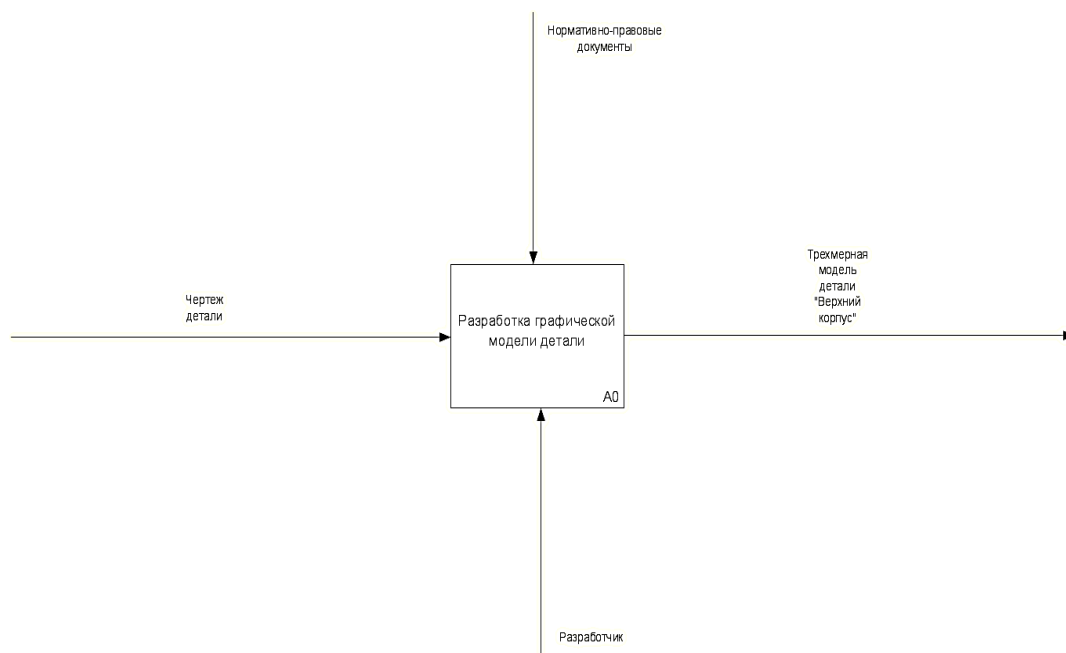 Нормативно-правовые
документы
Трехмерная
модель
детали
"Верхний
корпус"
Чертеж
детали
Разработка графической
модели детали
A0
Разработчик